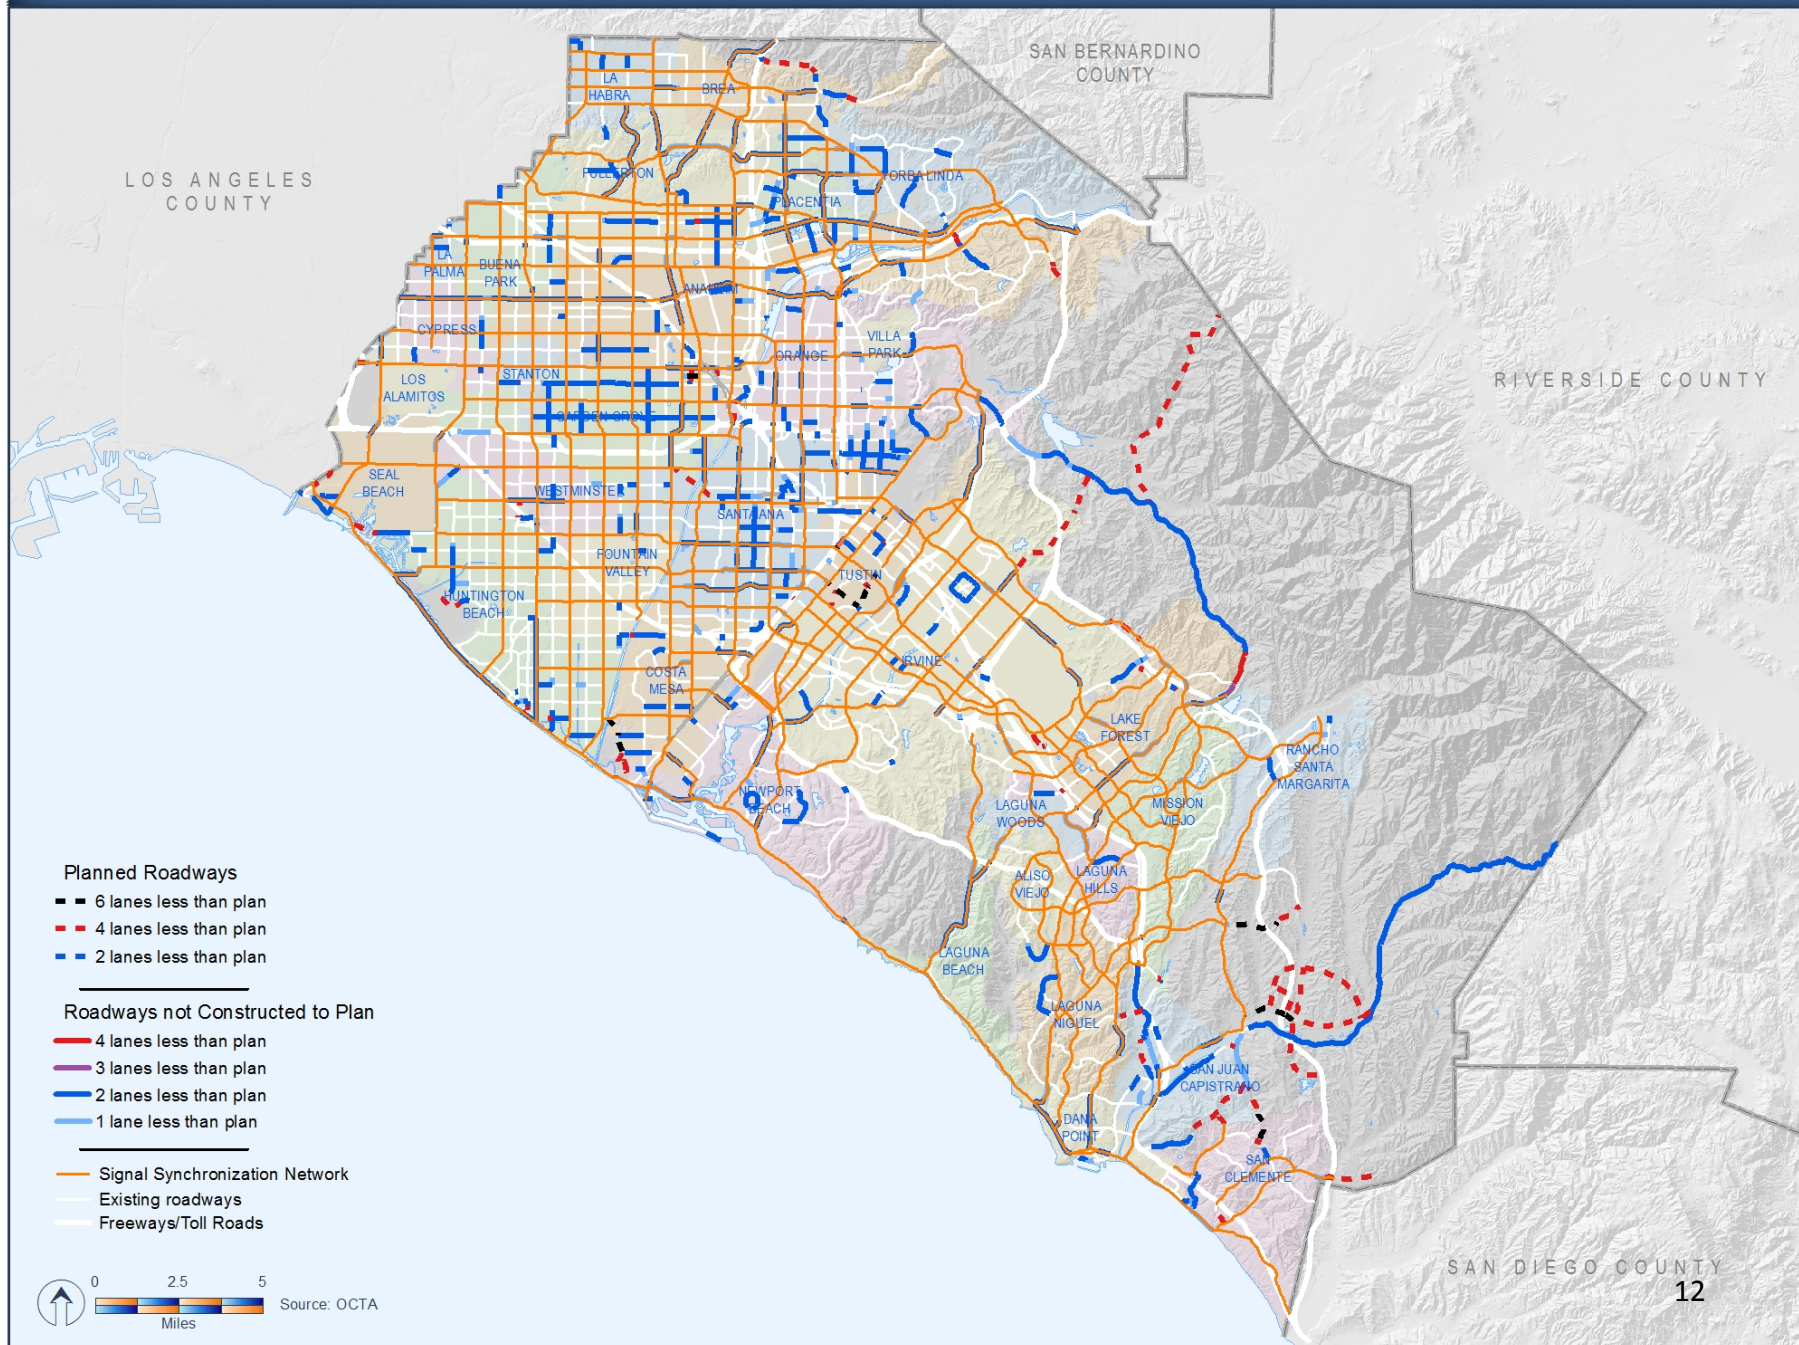 SAN BERNARDINO
COUNTY
LOS ANGELES
COUNTY
RIVERSIDE COUNTY
SAN DIEGO COUNTY
LA
HABRA
BREA
FULLERTON
YORBA LINDA
PLACENTIA
LA
PALMA
BUENA
PARK
ANAHEIM
CYPRESS
VILLA
PARK
ORANGE
LOS
ALAMITOS
STANTON
GARDEN GROVE
SEAL
BEACH
WESTMINSTER
SANTA ANA
FOUNTAIN
VALLEY
TUSTIN
HUNTINGTON
BEACH
IRVINE
COSTA
MESA
LAKE
FOREST
RANCHO
SANTA
MARGARITA
NEWPORT
BEACH
LAGUNA
WOODS
MISSION
VIEJO
ALISO
VIEJO
LAGUNA
HILLS
LAGUNA
BEACH
LAGUNA
NIGUEL
SAN JUAN
CAPISTRANO
DANA
POINT
SAN
CLEMENTE
Planned Roadways
6 lanes less than plan
4 lanes less than plan
2 lanes less than plan
Roadways not Constructed to Plan
4 lanes less than plan
3 lanes less than plan
2 lanes less than plan
1 lane less than plan
Signal Synchronization Network
Existing roadways
Freeways/Toll Roads
0 2.5 5
Miles
Source: OCTA
12